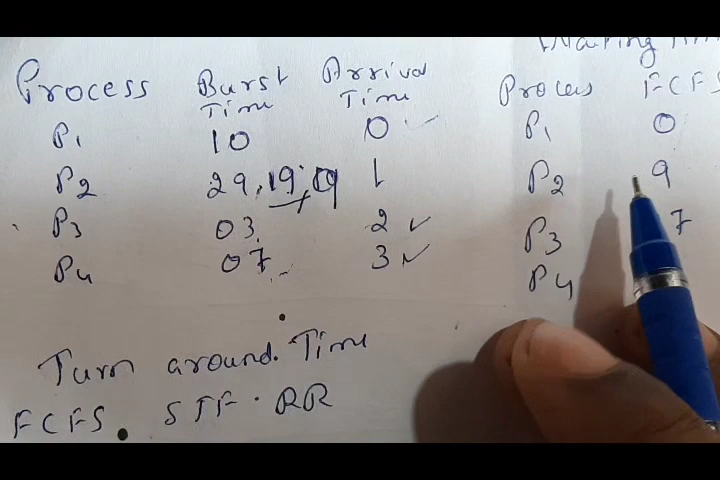 Waiting Tim
Process Burst Time Arrival Time Process FCFS
P1 10 0 P1 0
P2 29, 19, 09 1 P2 9
P3 03 2 P3 7
P4 07 3 P4
Turn around. Time
FCFS. SJF. RR